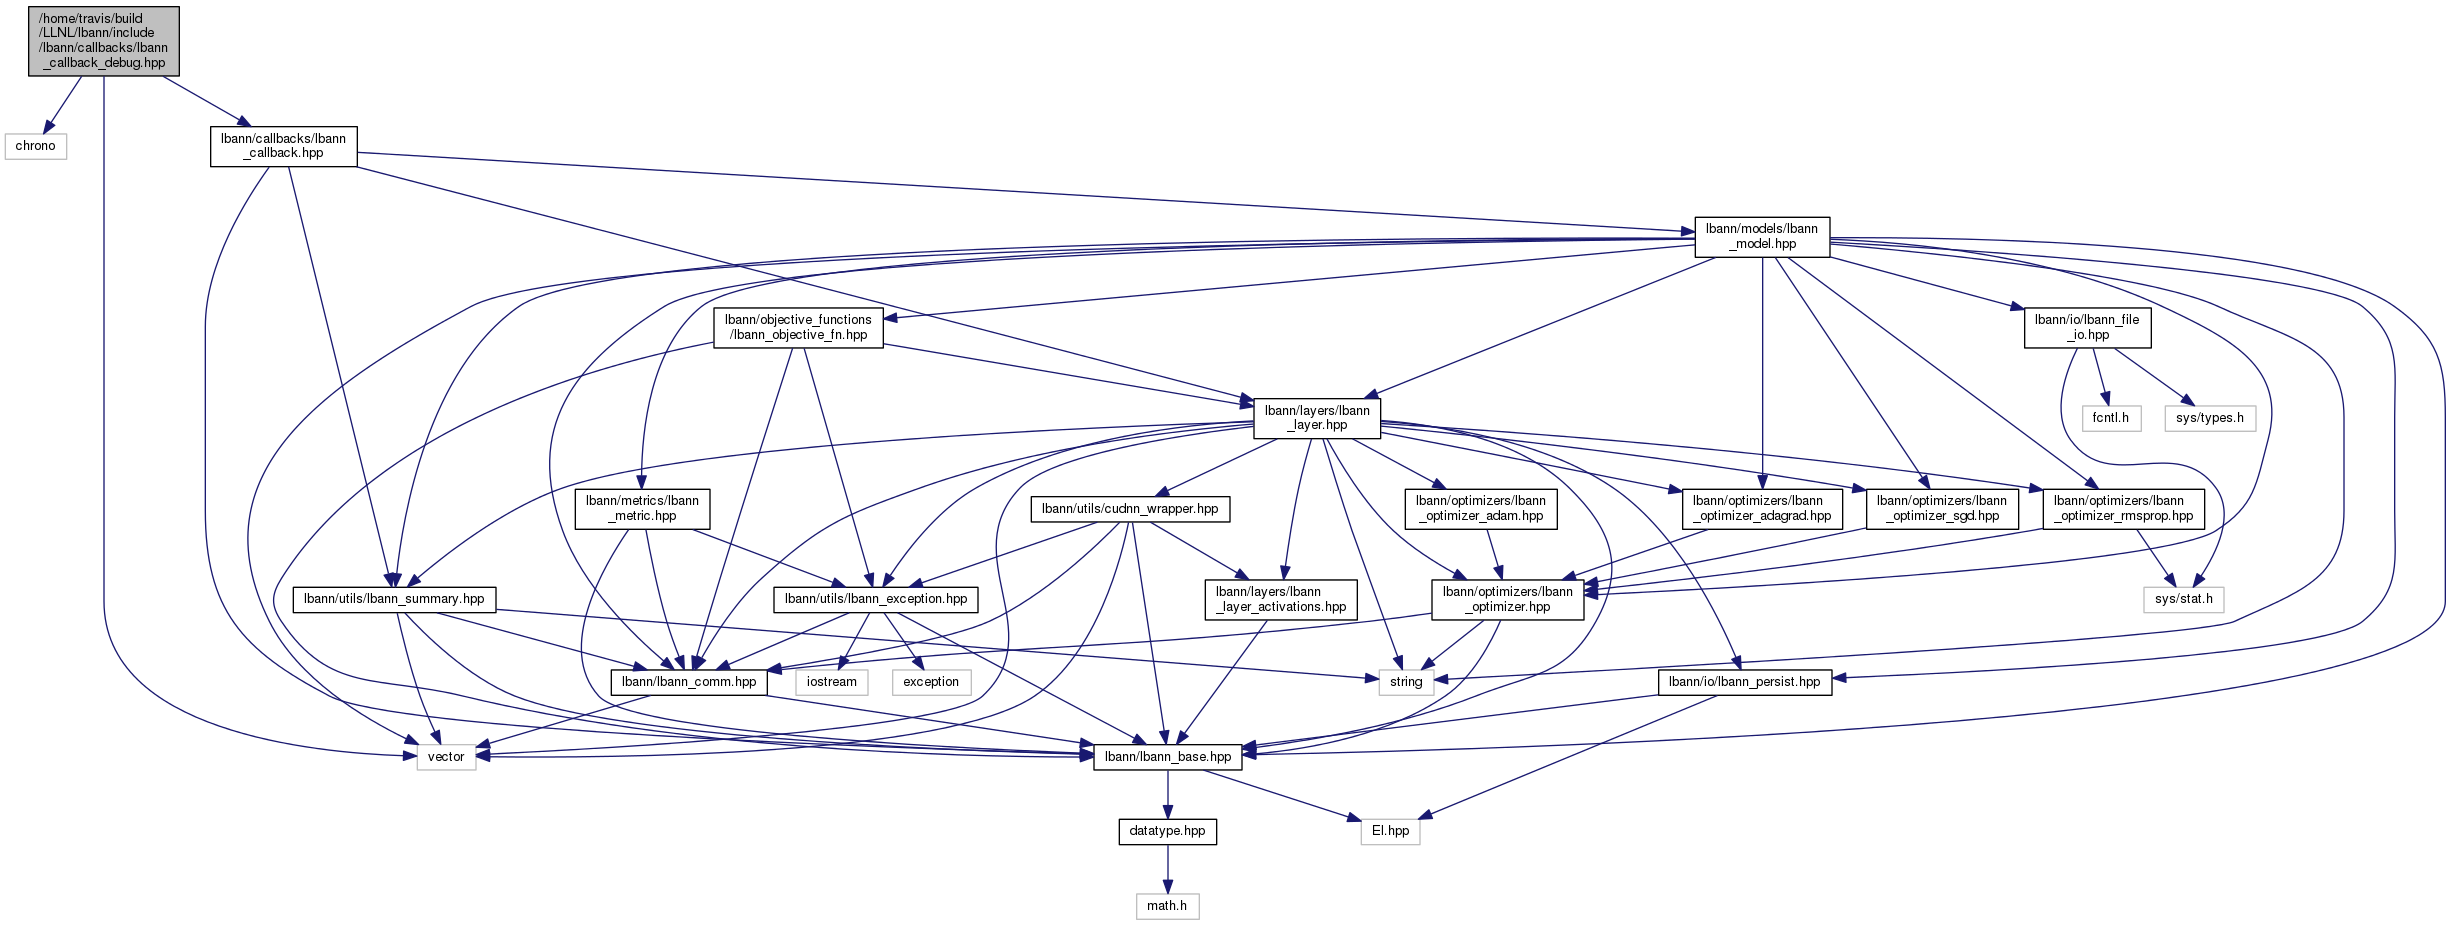 /home/travis/build
/LLNL/lbann/include
/lbann/callbacks/lbann
_callback_debug.hpp
chrono
lbann/callbacks/lbann
_callback.hpp
lbann/models/lbann
_model.hpp
lbann/objective_functions
/lbann_objective_fn.hpp
lbann/io/lbann_file
_io.hpp
lbann/layers/lbann
_layer.hpp
fcntl.h
sys/types.h
lbann/metrics/lbann
_metric.hpp
lbann/utils/cudnn_wrapper.hpp
lbann/optimizers/lbann
_optimizer_adam.hpp
lbann/optimizers/lbann
_optimizer_adagrad.hpp
lbann/optimizers/lbann
_optimizer_sgd.hpp
lbann/optimizers/lbann
_optimizer_rmsprop.hpp
lbann/utils/lbann_summary.hpp
lbann/utils/lbann_exception.hpp
lbann/layers/lbann
_layer_activations.hpp
lbann/optimizers/lbann
_optimizer.hpp
sys/stat.h
lbann/lbann_comm.hpp
iostream
exception
string
lbann/io/lbann_persist.hpp
vector
lbann/lbann_base.hpp
datatype.hpp
El.hpp
math.h